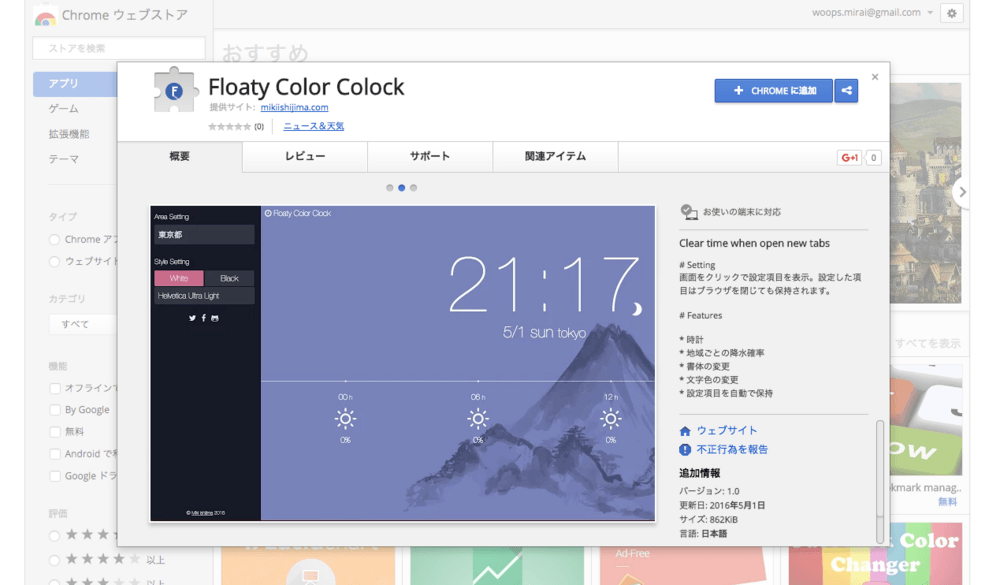 Chrome ウェブストア
woops.mirai@gmail.com
ストアを検索
おすすめ
アプリ
ゲーム
拡張機能
テーマ
タイプ
Chrome アプ
ウェブサイト
カテゴリ
すべて
機能
オフラインで
By Google
無料
Android で利
Google ドラ
評価
以上
以上
Floaty Color Colock
提供サイト: mikiishijima.com
(0)
ニュース＆天気
CHROME に追加
概要
レビュー
サポート
関連アイテム
G+1
0
Area Setting
東京都
Style Setting
White
Black
Helvetica Ultra Light
© Miki Ishijima 2016
Floaty Color Clock
21:17
5/1 sun tokyo
00 h
06 h
12 h
0%
0%
0%
お使いの端末に対応
Clear time when open new tabs
# Setting
画面をクリックで設定項目を表示。設定した項
目はブラウザを閉じても保持されます。
# Features
* 時計
* 地域ごとの降水確率
* 書体の変更
* 文字色の変更
* 設定項目を自動で保持
ウェブサイト
不正行為を報告
追加情報
バージョン: 1.0
更新日: 2016年5月1日
サイズ: 862KiB
言語: 日本語
すべてを表示
OW
kmark manag..
無料
Ad-Free
Color
Changer